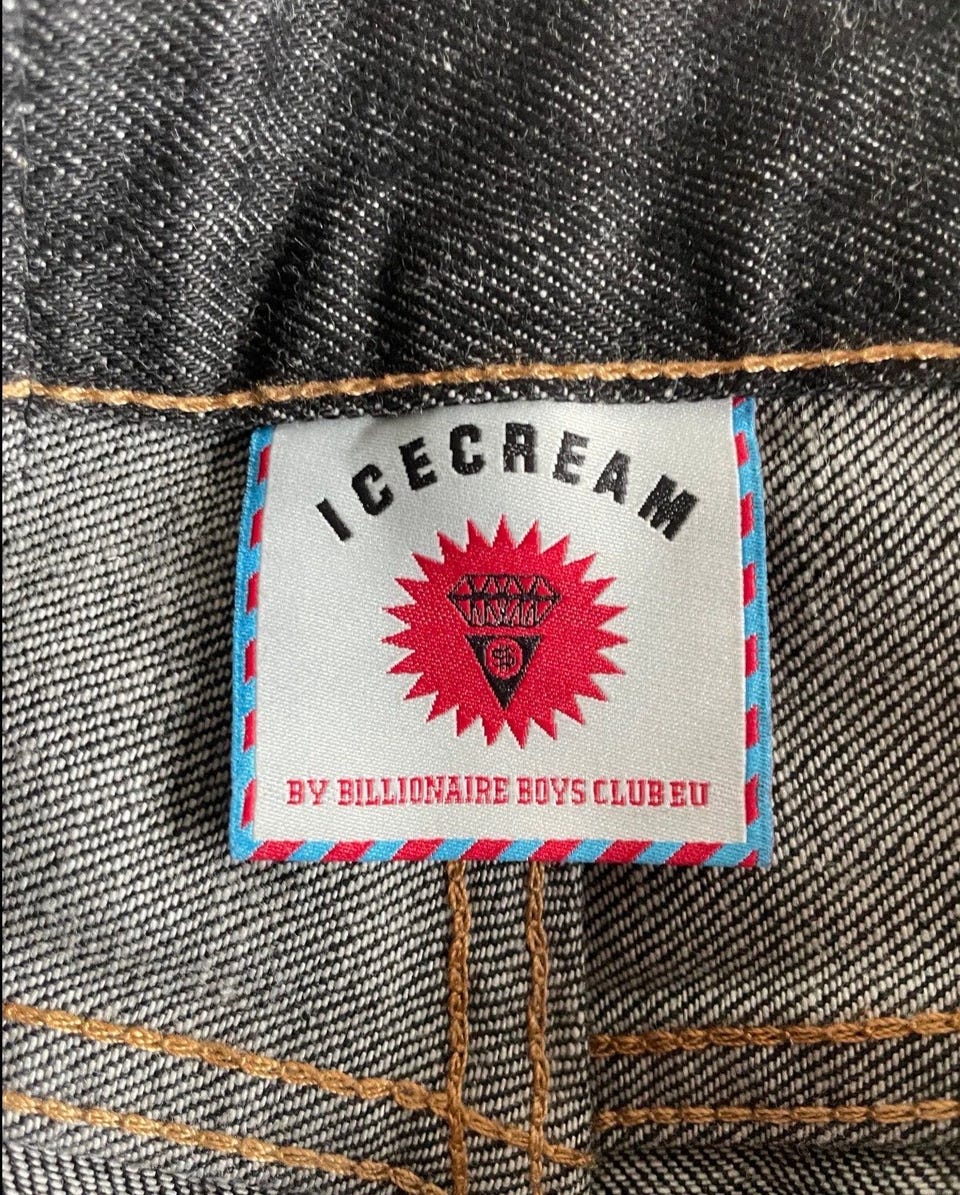 ICECREAM
$
BY BILLIONAIRE BOYS CLUB EU